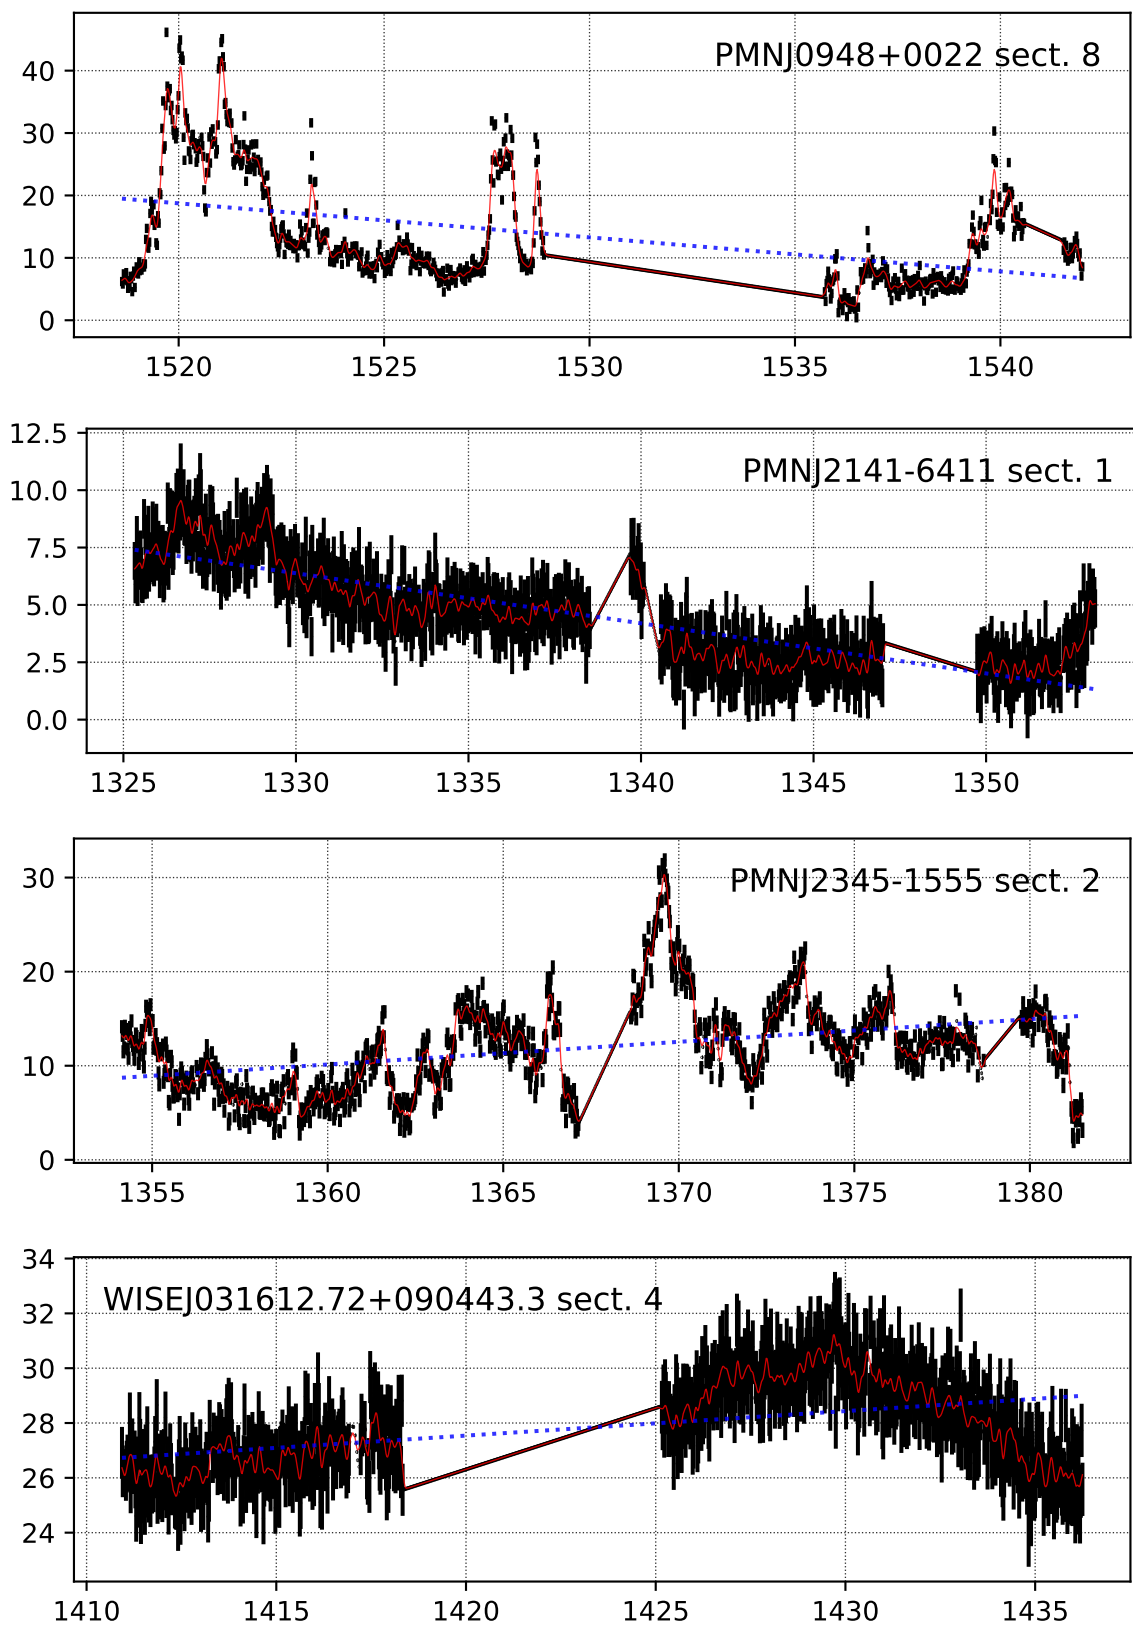 PMNJ0948+0022 sect. 8
40
30
20
10
0
1520 1525 1530 1535 1540
PMNJ2141-6411 sect. 1
12.5
10.0
7.5
5.0
2.5
0.0
1325 1330 1335 1340 1345 1350
PMNJ2345-1555 sect. 2
30
20
10
0
1355 1360 1365 1370 1375 1380
WISEJ031612.72+090443.3 sect. 4
34
32
30
28
26
24
1410 1415 1420 1425 1430 1435